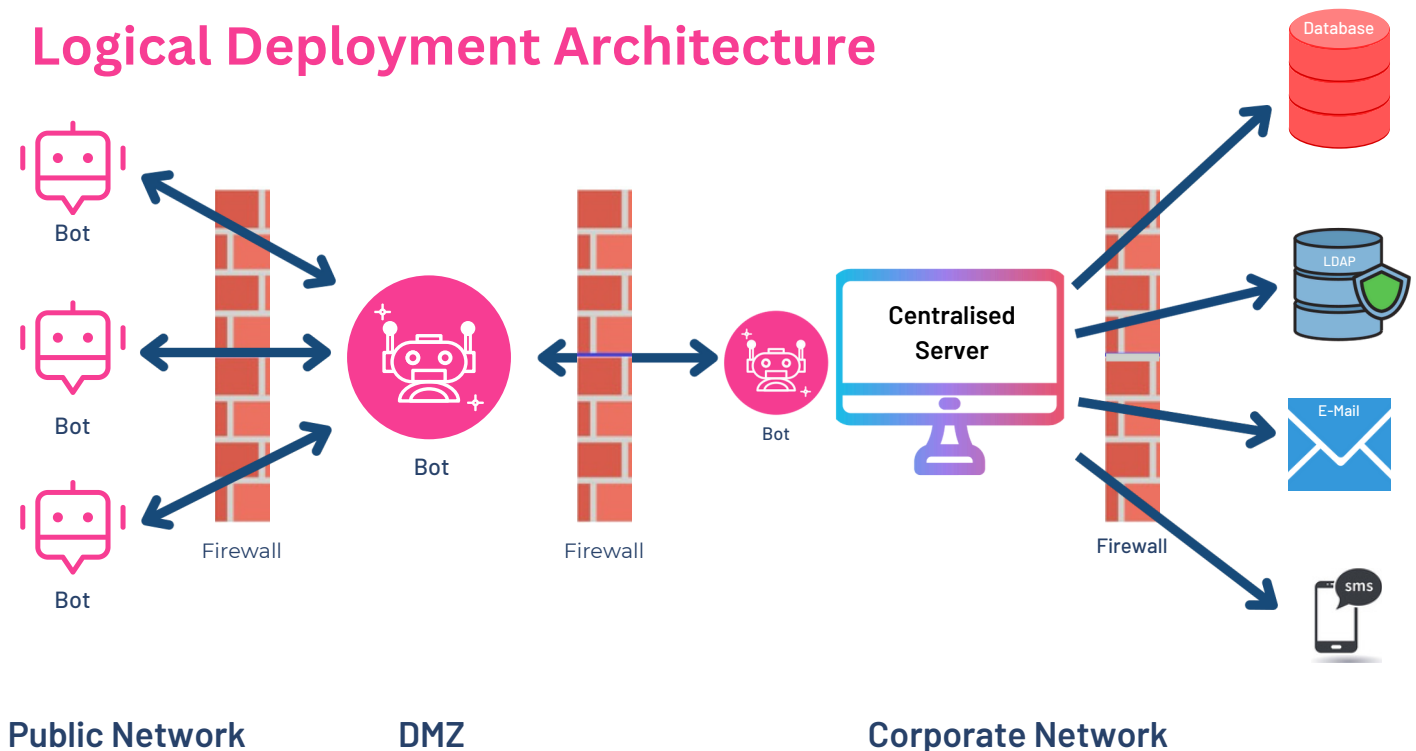 Logical Deployment Architecture
Database
Bot
LDAP
Centralised
Server
Bot
E-Mail
Bot
Bot
Bot
Firewall
Firewall
Firewall
sms
Public Network
DMZ
Corporate Network